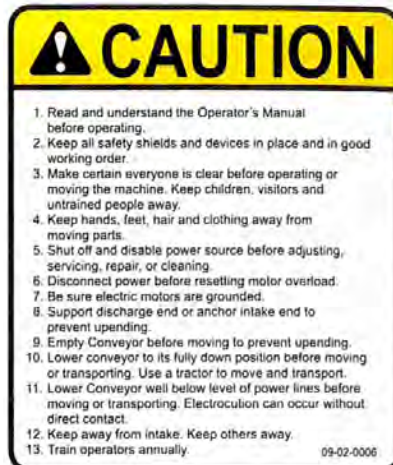 CAUTION
1. Read and understand the Operator's Manual
before operating.
2. Keep all safety shields and devices in place and in good
working order.
3. Make certain everyone is clear before operating or
moving the machine. Keep children, visitors and
untrained people away.
4. Keep hands, feet, hair and clothing away from
moving parts.
5. Shut off and disable power source before adjusting,
servicing, repair, or cleaning.
6. Disconnect power before resetting motor overload.
7. Be sure electric motors are grounded.
8. Support discharge end or anchor intake end to
prevent upending.
9. Empty Conveyor before moving to prevent upending.
10. Lower conveyor to its fully down position before moving
or transporting. Use a tractor to move and transport.
11. Lower Conveyor well below level of power lines before
moving or transporting. Electrocution can occur without
direct contact.
12. Keep away from intake. Keep others away.
13. Train operators annually. 09-02-0006